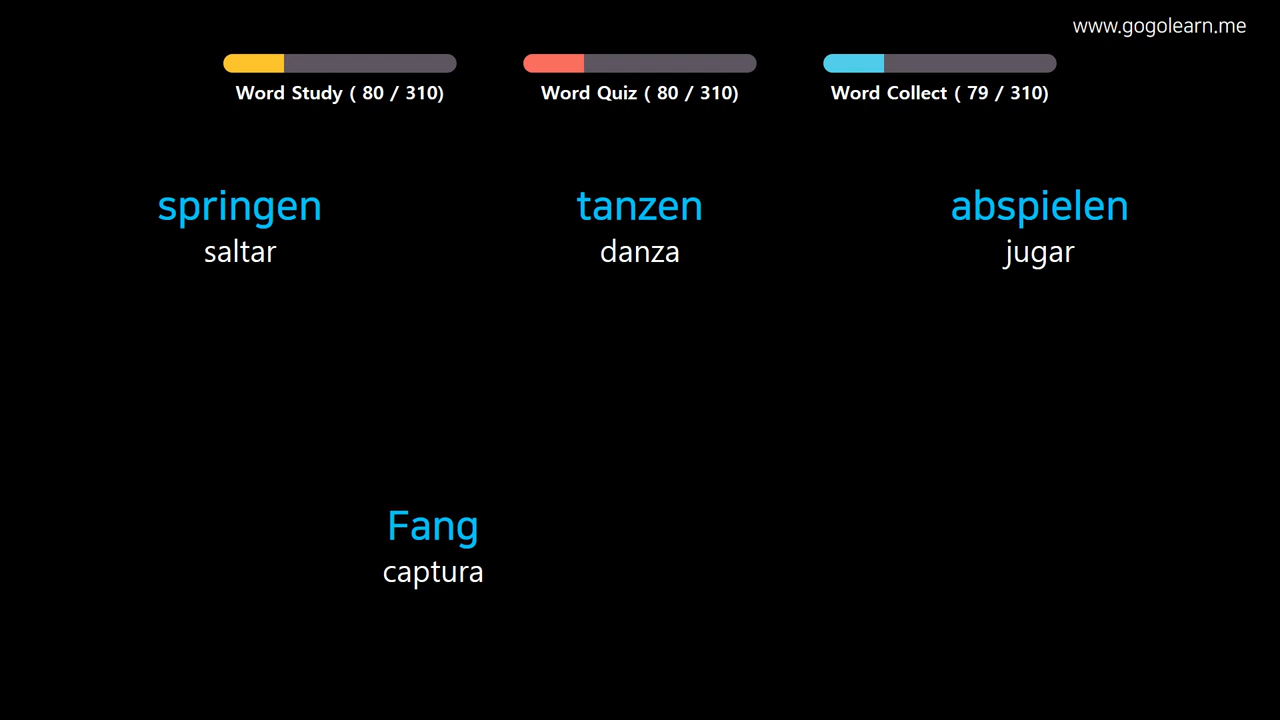 www.gogolearn.me
Word Study ( 80 / 310)
Word Quiz ( 80 / 310)
Word Collect ( 79 / 310)
springen
saltar
tanzen
danza
abspielen
jugar
Fang
captura